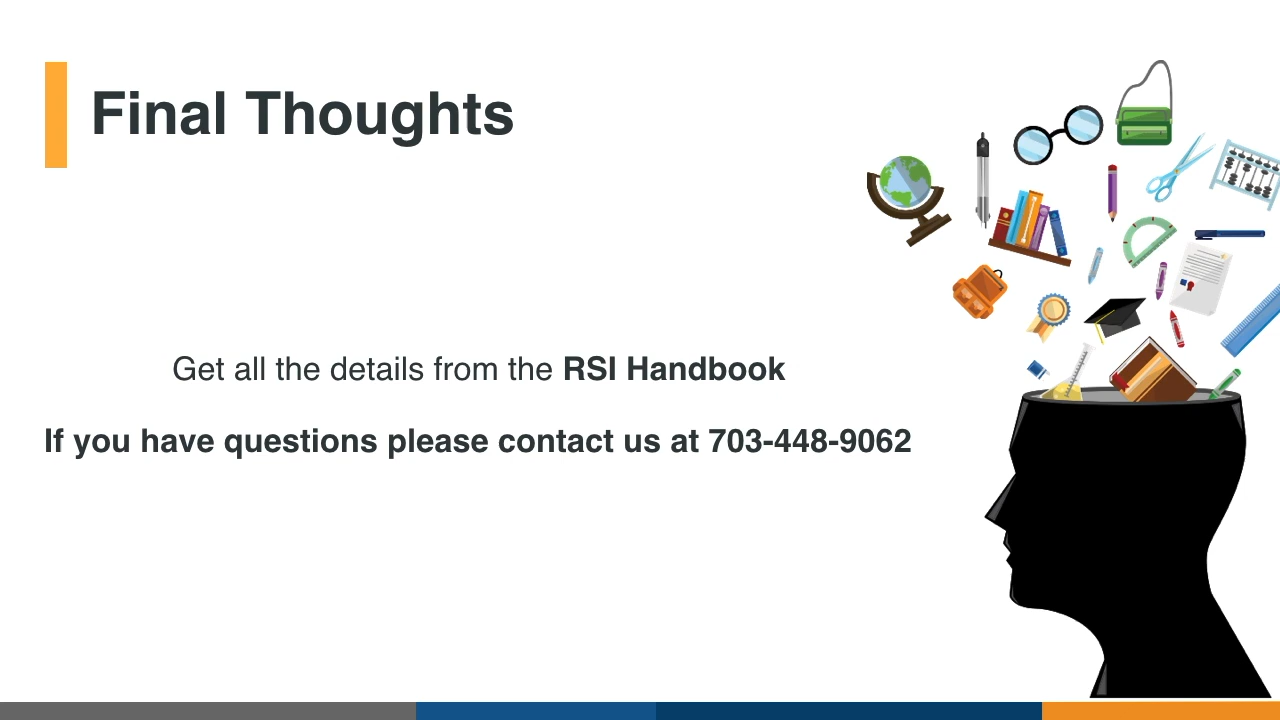 Final Thoughts
Get all the details from the RSI Handbook
If you have questions please contact us at 703-448-9062